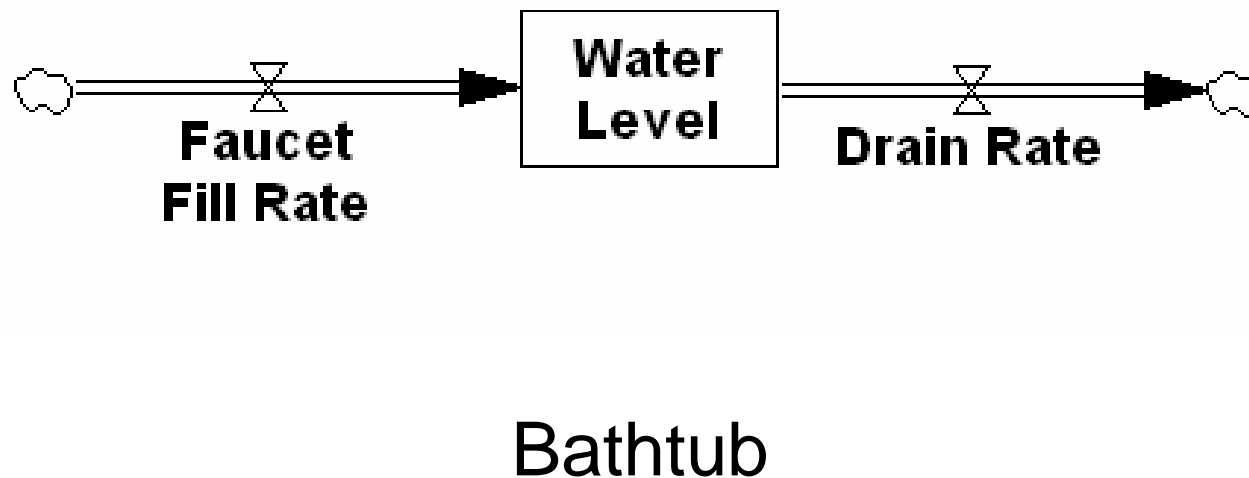 Faucet
Fill Rate
Water
Level
Drain Rate
Bathtub